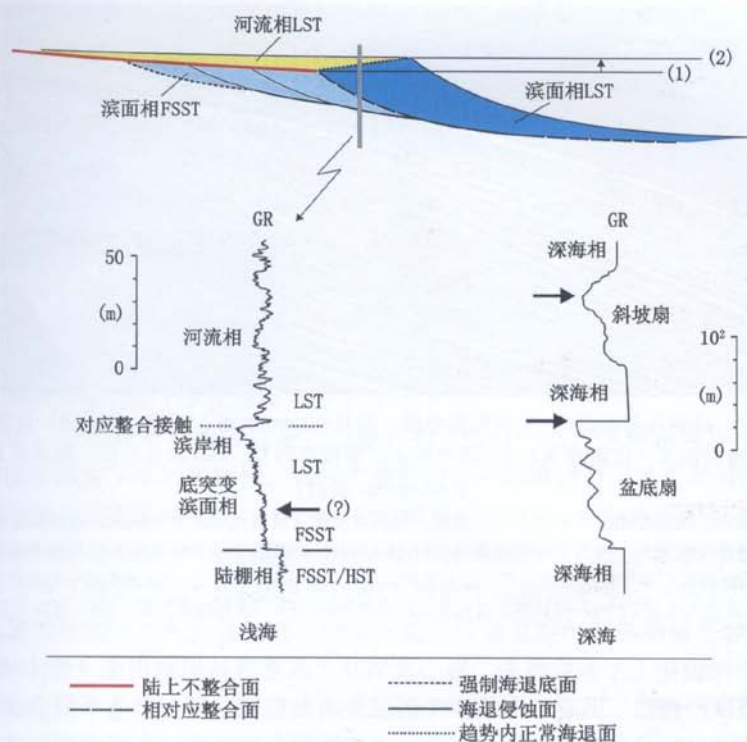 河流相LST
(2)
(1)
滨面相FSST
滨面相LST
GR
50
(m)
0
河流相
LST
对应整合接触
滨岸相
LST
底突变
滨面相
(?)
FSST
陆棚相
FSST/HST
浅海
GR
深海相
斜坡扇
10²
(m)
0
深海相
盆底扇
深海相
深海
陆上不整合面
相对应整合面
强制海退底面
海退侵蚀面
趋势内正常海退面